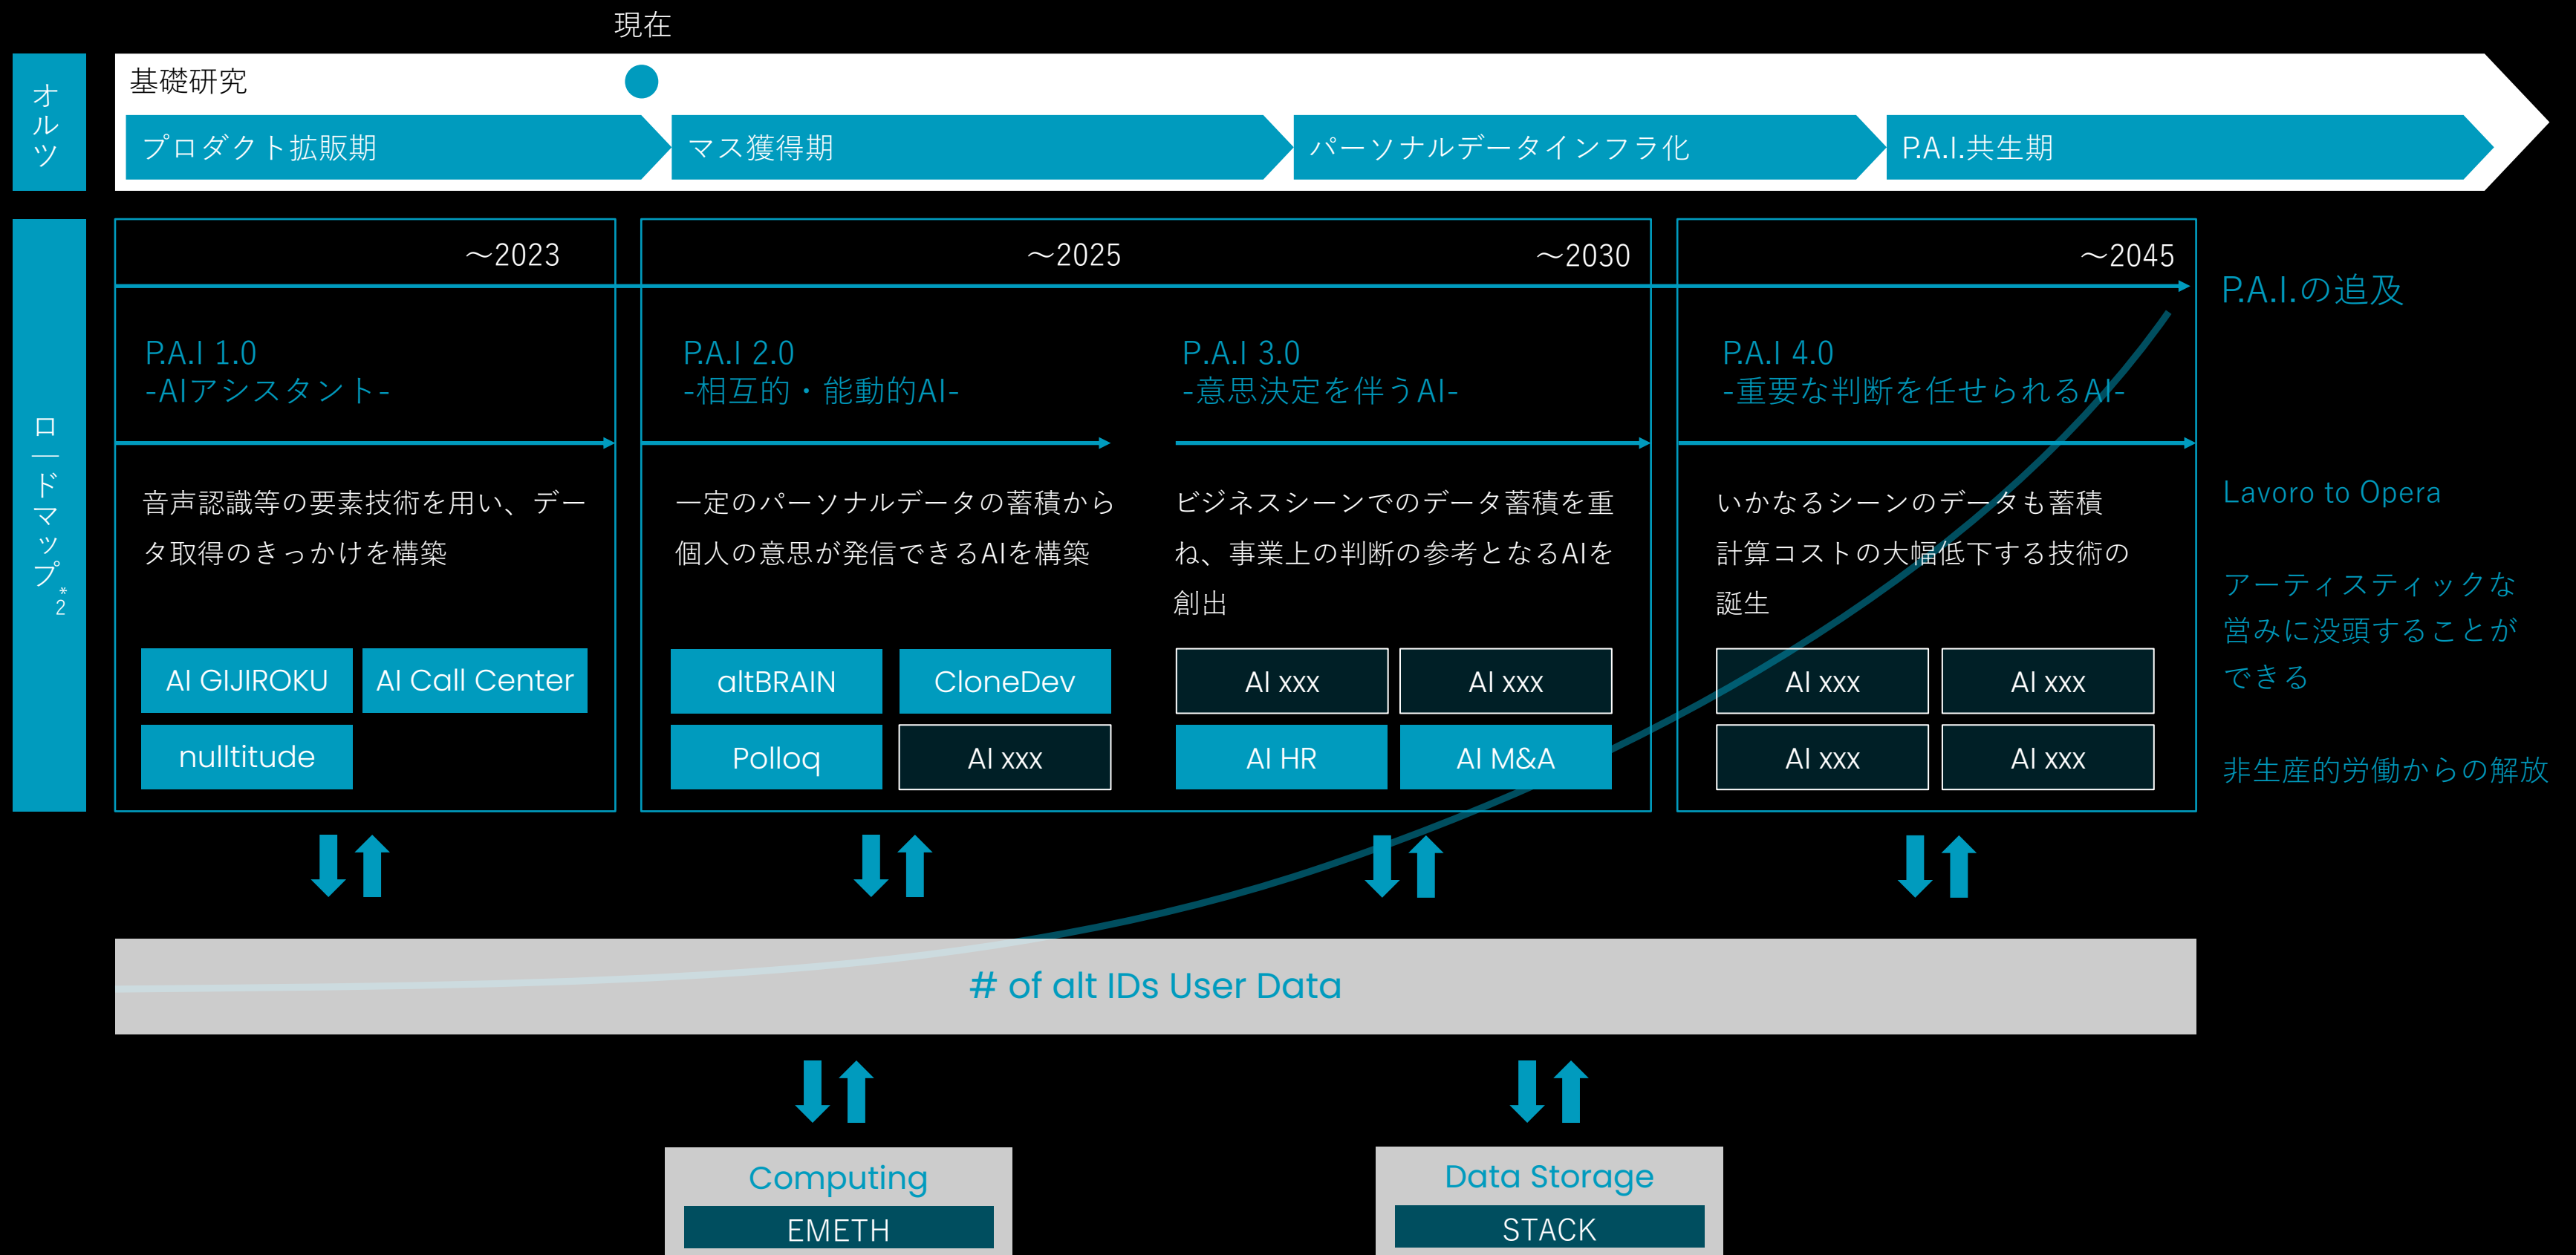 現在
オルツ
基礎研究
プロダクト拡販期
マス獲得期
パーソナルデータインフラ化
P.A.I.共生期
ロードマップ*2
〜2023
〜2025
〜2030
〜2045
P.A.I.の追及
P.A.I 1.0
-AIアシスタント-
音声認識等の要素技術を用い、デー
タ取得のきっかけを構築
AI GIJIROKU
AI Call Center
nulltitude
P.A.I 2.0
-相互的・能動的AI-
一定のパーソナルデータの蓄積から
個人の意思が発信できるAIを構築
altBRAIN
CloneDev
Polloq
AI xxx
P.A.I 3.0
-意思決定を伴うAI-
ビジネスシーンでのデータ蓄積を重
ね、事業上の判断の参考となるAIを
創出
AI xxx
AI xxx
AI HR
AI M&A
P.A.I 4.0
-重要な判断を任せられるAI-
いかなるシーンのデータも蓄積
計算コストの大幅低下する技術の
誕生
AI xxx
AI xxx
AI xxx
AI xxx
Lavoro to Opera
アーティスティックな
営みに没頭することが
できる
非生産的労働からの解放
# of alt IDs User Data
Computing
EMETH
Data Storage
STACK